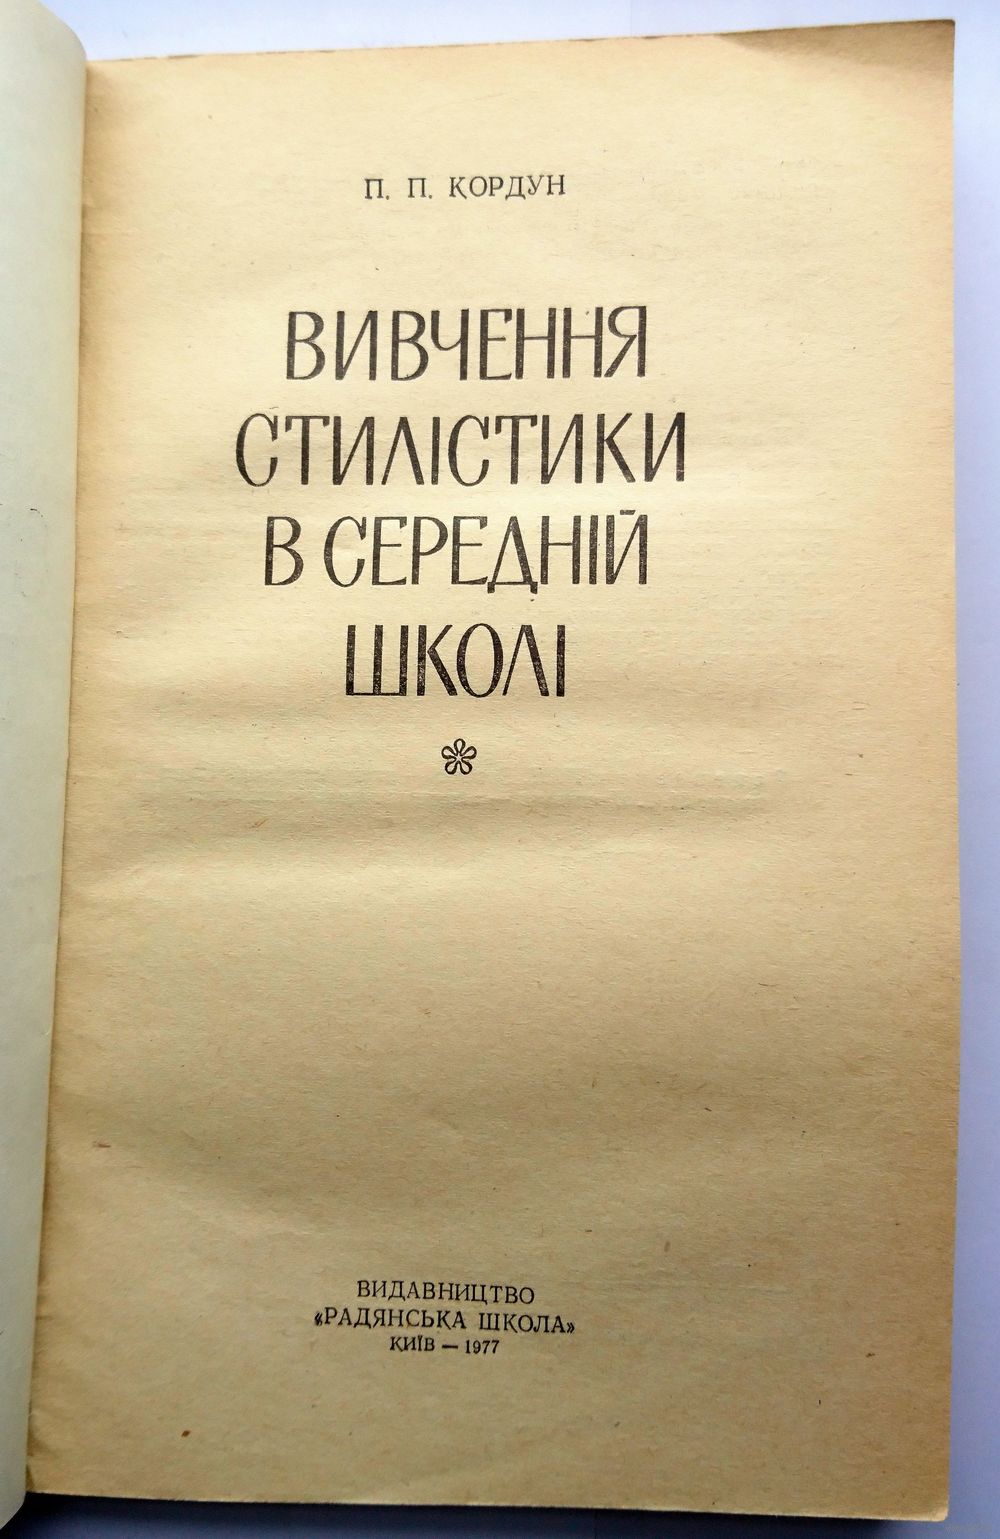 П. П. КОРДУН
ВИВЧЕННЯ
СТИЛІСТИКИ
В СЕРЕДНІЙ
ШКОЛІ
ВИДАВНИЦТВО
«РАДЯНСЬКА ШКОЛА»
КИЇВ — 1977